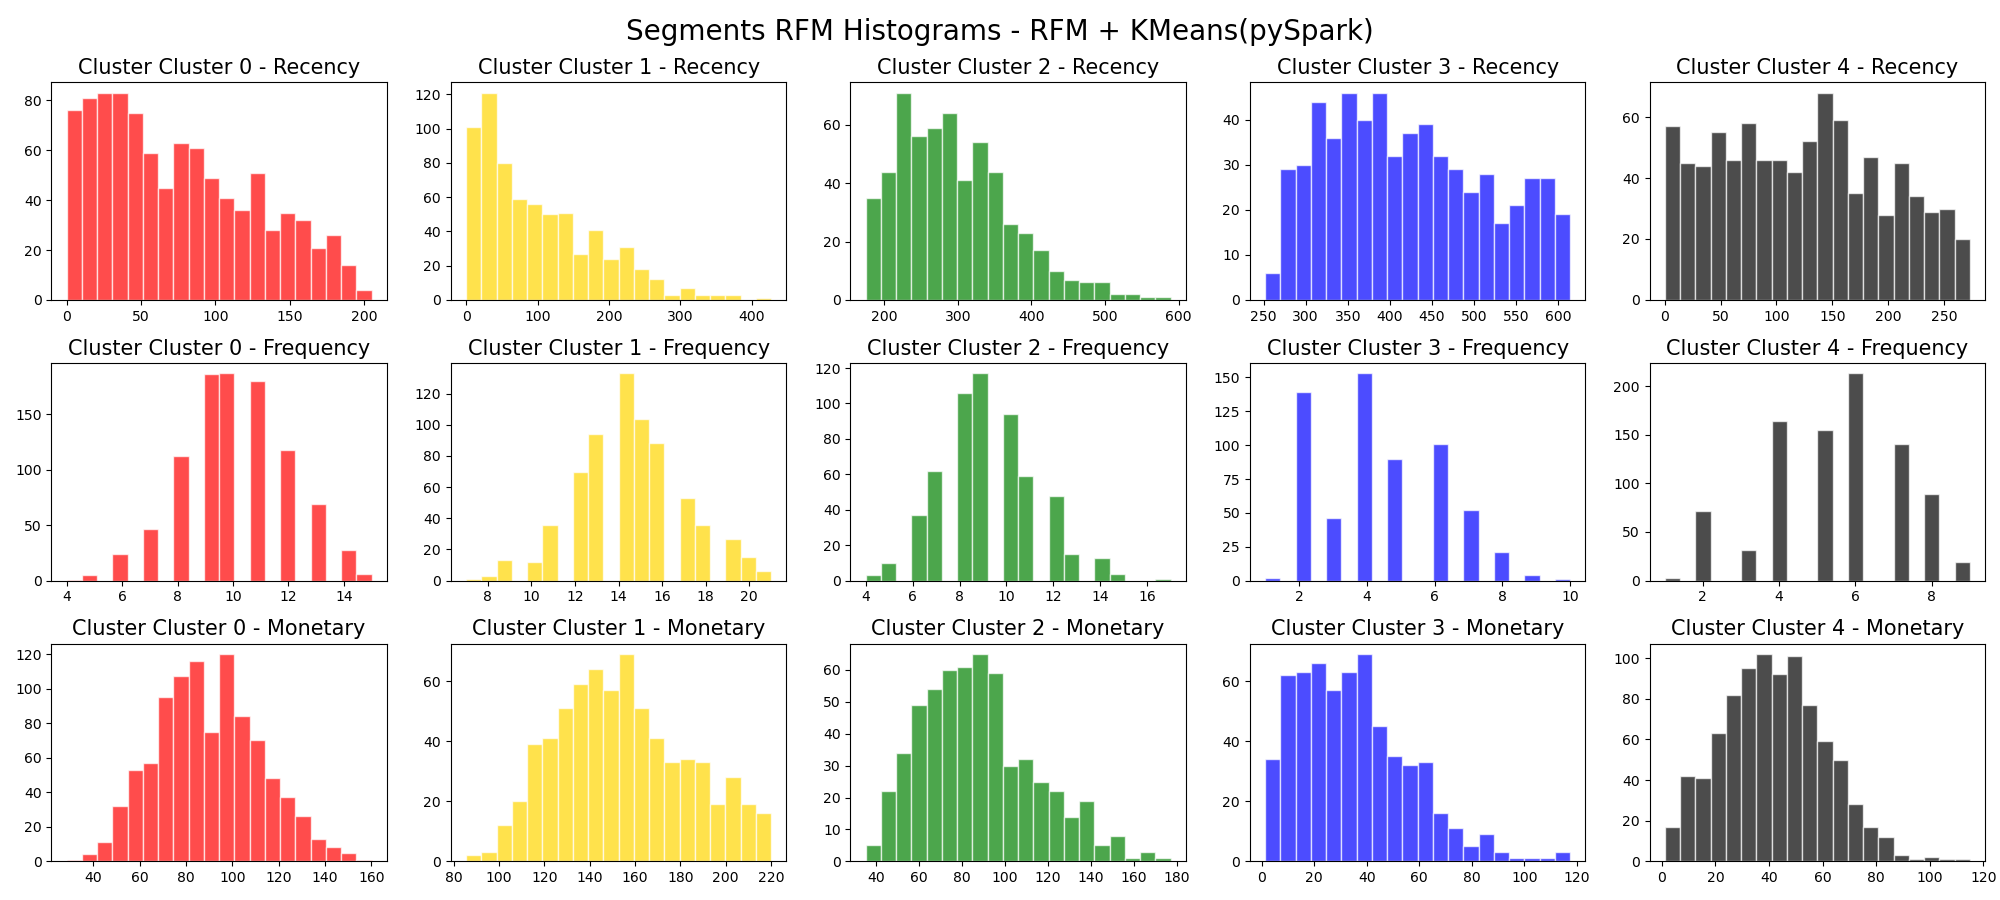 Segments RFM Histograms - RFM + KMeans(pySpark)
Cluster Cluster 0 - Recency
80
60
40
20
0
0 50 100 150 200
Cluster Cluster 1 - Recency
120
100
80
60
40
20
0
0 100 200 300 400
Cluster Cluster 2 - Recency
60
40
20
0
200 300 400 500 600
Cluster Cluster 3 - Recency
40
30
20
10
0
250 300 350 400 450 500 550 600
Cluster Cluster 4 - Recency
60
40
20
0
0 50 100 150 200 250
Cluster Cluster 0 - Frequency
150
100
50
0
4 6 8 10 12 14
Cluster Cluster 1 - Frequency
120
100
80
60
40
20
0
8 10 12 14 16 18 20
Cluster Cluster 2 - Frequency
120
100
80
60
40
20
0
4 6 8 10 12 14 16
Cluster Cluster 3 - Frequency
150
125
100
75
50
25
0
2 4 6 8 10
Cluster Cluster 4 - Frequency
200
150
100
50
0
2 4 6 8
Cluster Cluster 0 - Monetary
120
100
80
60
40
20
0
40 60 80 100 120 140 160
Cluster Cluster 1 - Monetary
60
40
20
0
80 100 120 140 160 180 200 220
Cluster Cluster 2 - Monetary
60
50
40
30
20
10
0
40 60 80 100 120 140 160 180
Cluster Cluster 3 - Monetary
60
40
20
0
0 20 40 60 80 100 120
Cluster Cluster 4 - Monetary
100
80
60
40
20
0
0 20 40 60 80 100 120